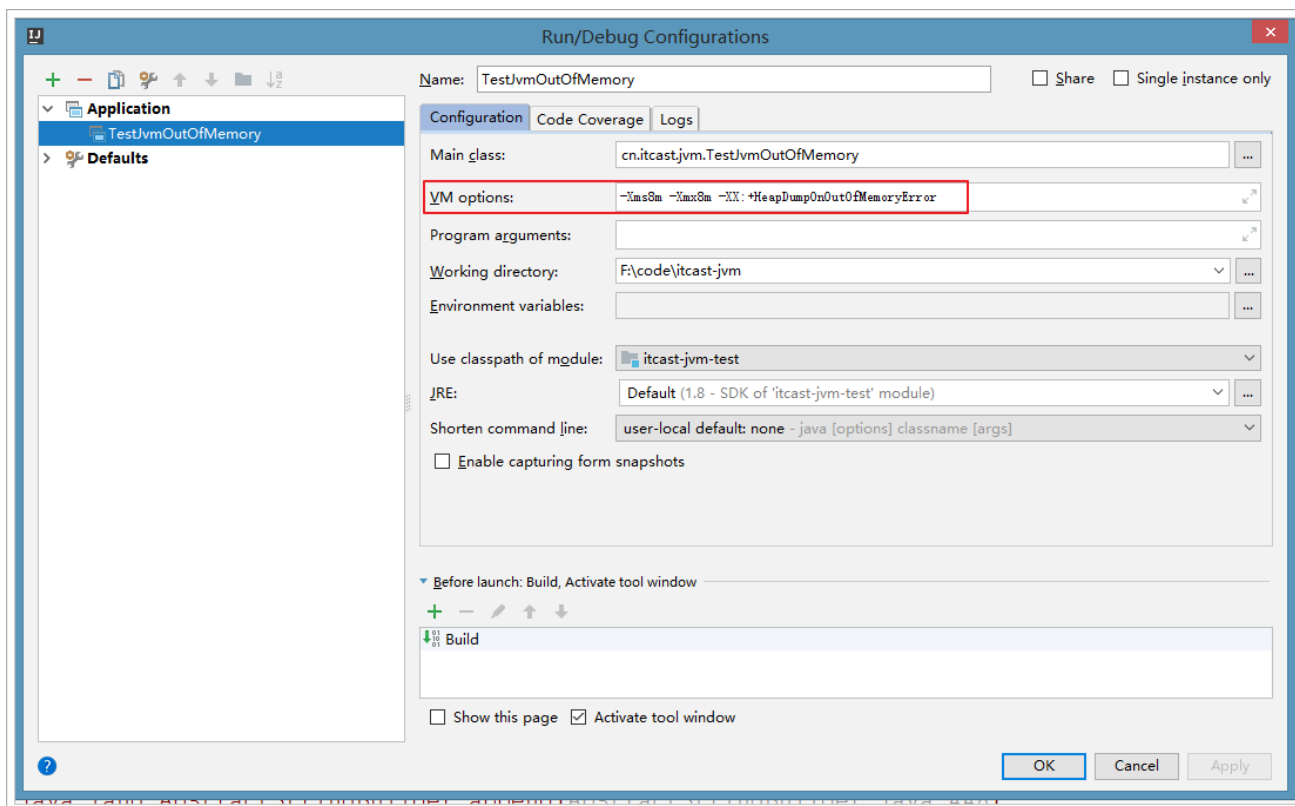 Run/Debug Configurations
Name: TestJvmOutOfMemory Share Single instance only
Application
TestJvmOutOfMemory
Defaults
Configuration Code Coverage Logs
Main class: cn.itcast.jvm.TestJvmOutOfMemory ...
VM options: -Xms8m -Xmx8m -XX:+HeapDumpOnOutOfMemoryError
Program arguments:
Working directory: F:\code\itcast-jvm ...
Environment variables: ...
Use classpath of module: itcast-jvm-test
JRE: Default (1.8 - SDK of 'itcast-jvm-test' module) ...
Shorten command line: user-local default: none - java [options] classname [args]
Enable capturing form snapshots
Before launch: Build, Activate tool window
Build
Show this page Activate tool window
? OK Cancel Apply